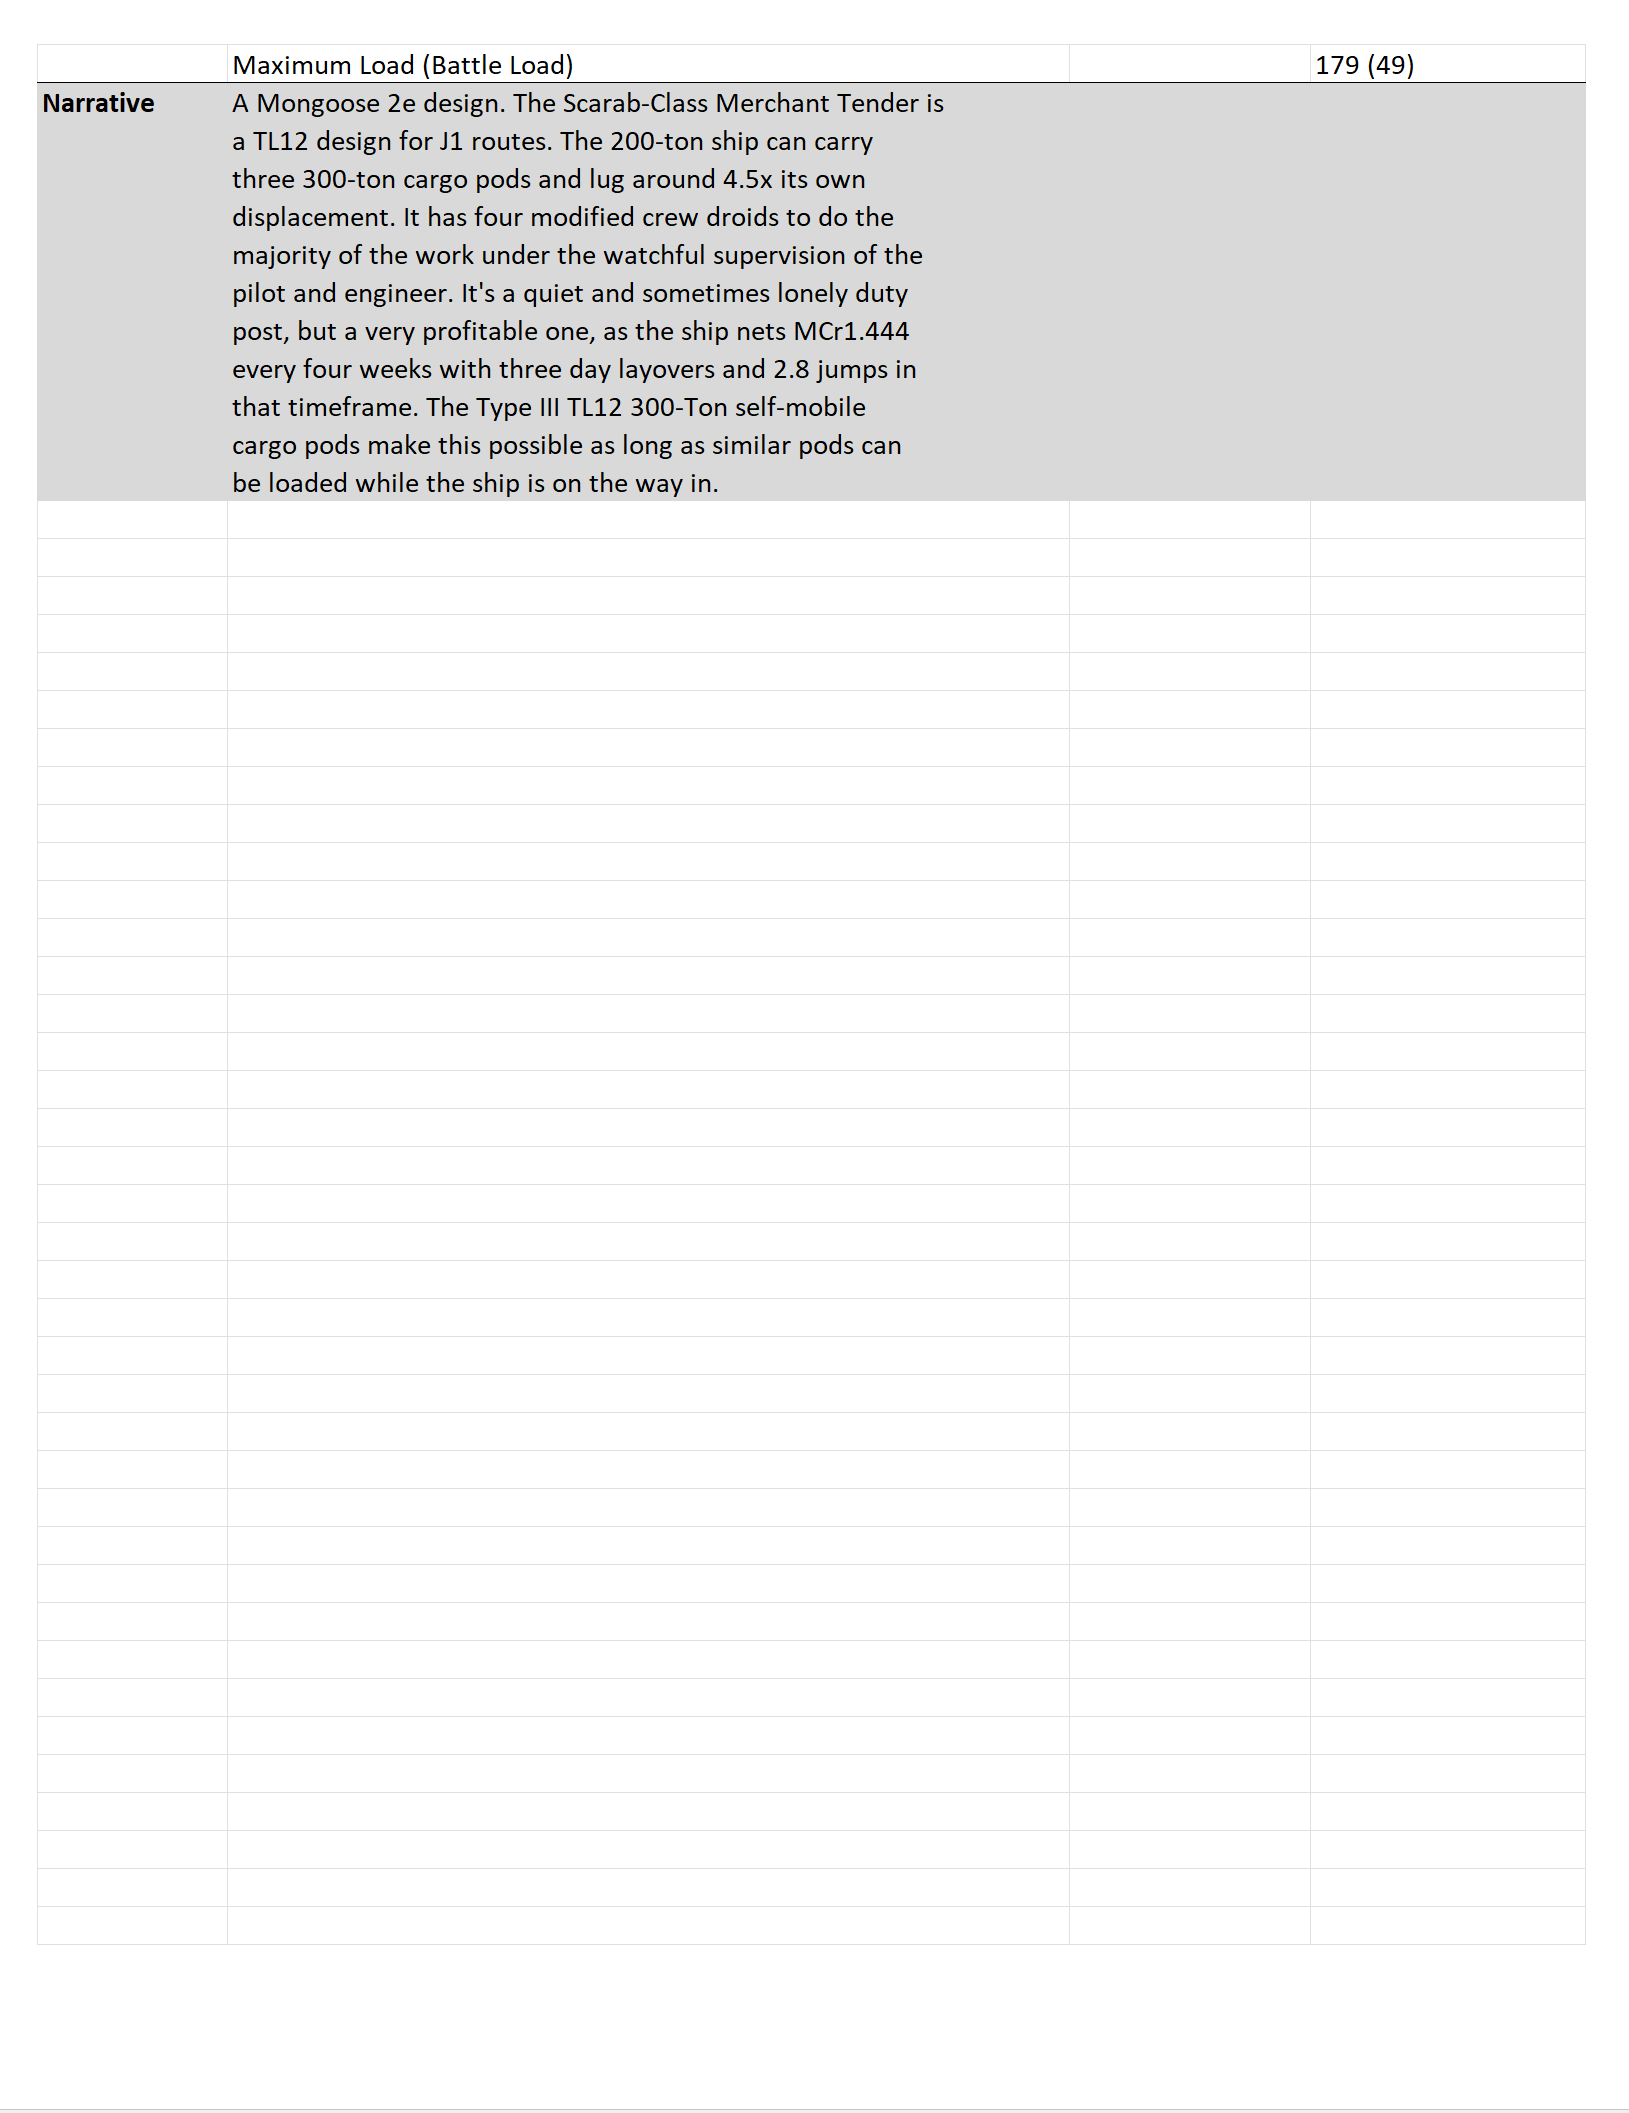 Maximum Load (Battle Load) 179 (49)
Narrative A Mongoose 2e design. The Scarab-Class Merchant Tender is
a TL12 design for J1 routes. The 200-ton ship can carry
three 300-ton cargo pods and lug around 4.5x its own
displacement. It has four modified crew droids to do the
majority of the work under the watchful supervision of the
pilot and engineer. It's a quiet and sometimes lonely duty
post, but a very profitable one, as the ship nets MCr1.444
every four weeks with three day layovers and 2.8 jumps in
that timeframe. The Type III TL12 300-Ton self-mobile
cargo pods make this possible as long as similar pods can
be loaded while the ship is on the way in.